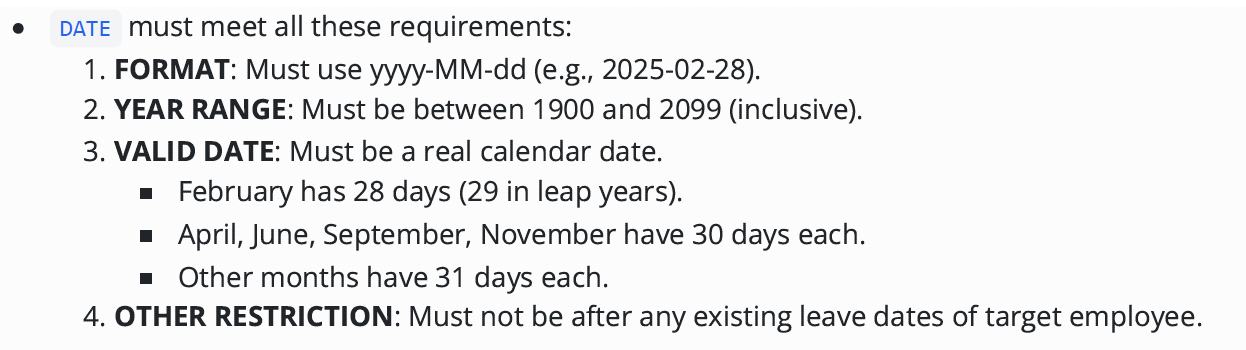 • DATE must meet all these requirements:
1. FORMAT: Must use yyyy-MM-dd (e.g., 2025-02-28).
2. YEAR RANGE: Must be between 1900 and 2099 (inclusive).
3. VALID DATE: Must be a real calendar date.
▪ February has 28 days (29 in leap years).
▪ April, June, September, November have 30 days each.
▪ Other months have 31 days each.
4. OTHER RESTRICTION: Must not be after any existing leave dates of target employee.